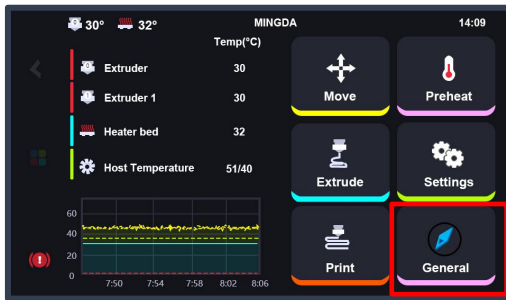 30° 32° MINGDA 14:09
Temp(°C)
Extruder 30
Extruder 1 30
Heater bed 32
Host Temperature 51/40
Move
Preheat
Extrude
Settings
Print
General
60
40
20
0
7:50 7:54 7:58 8:02 8:06